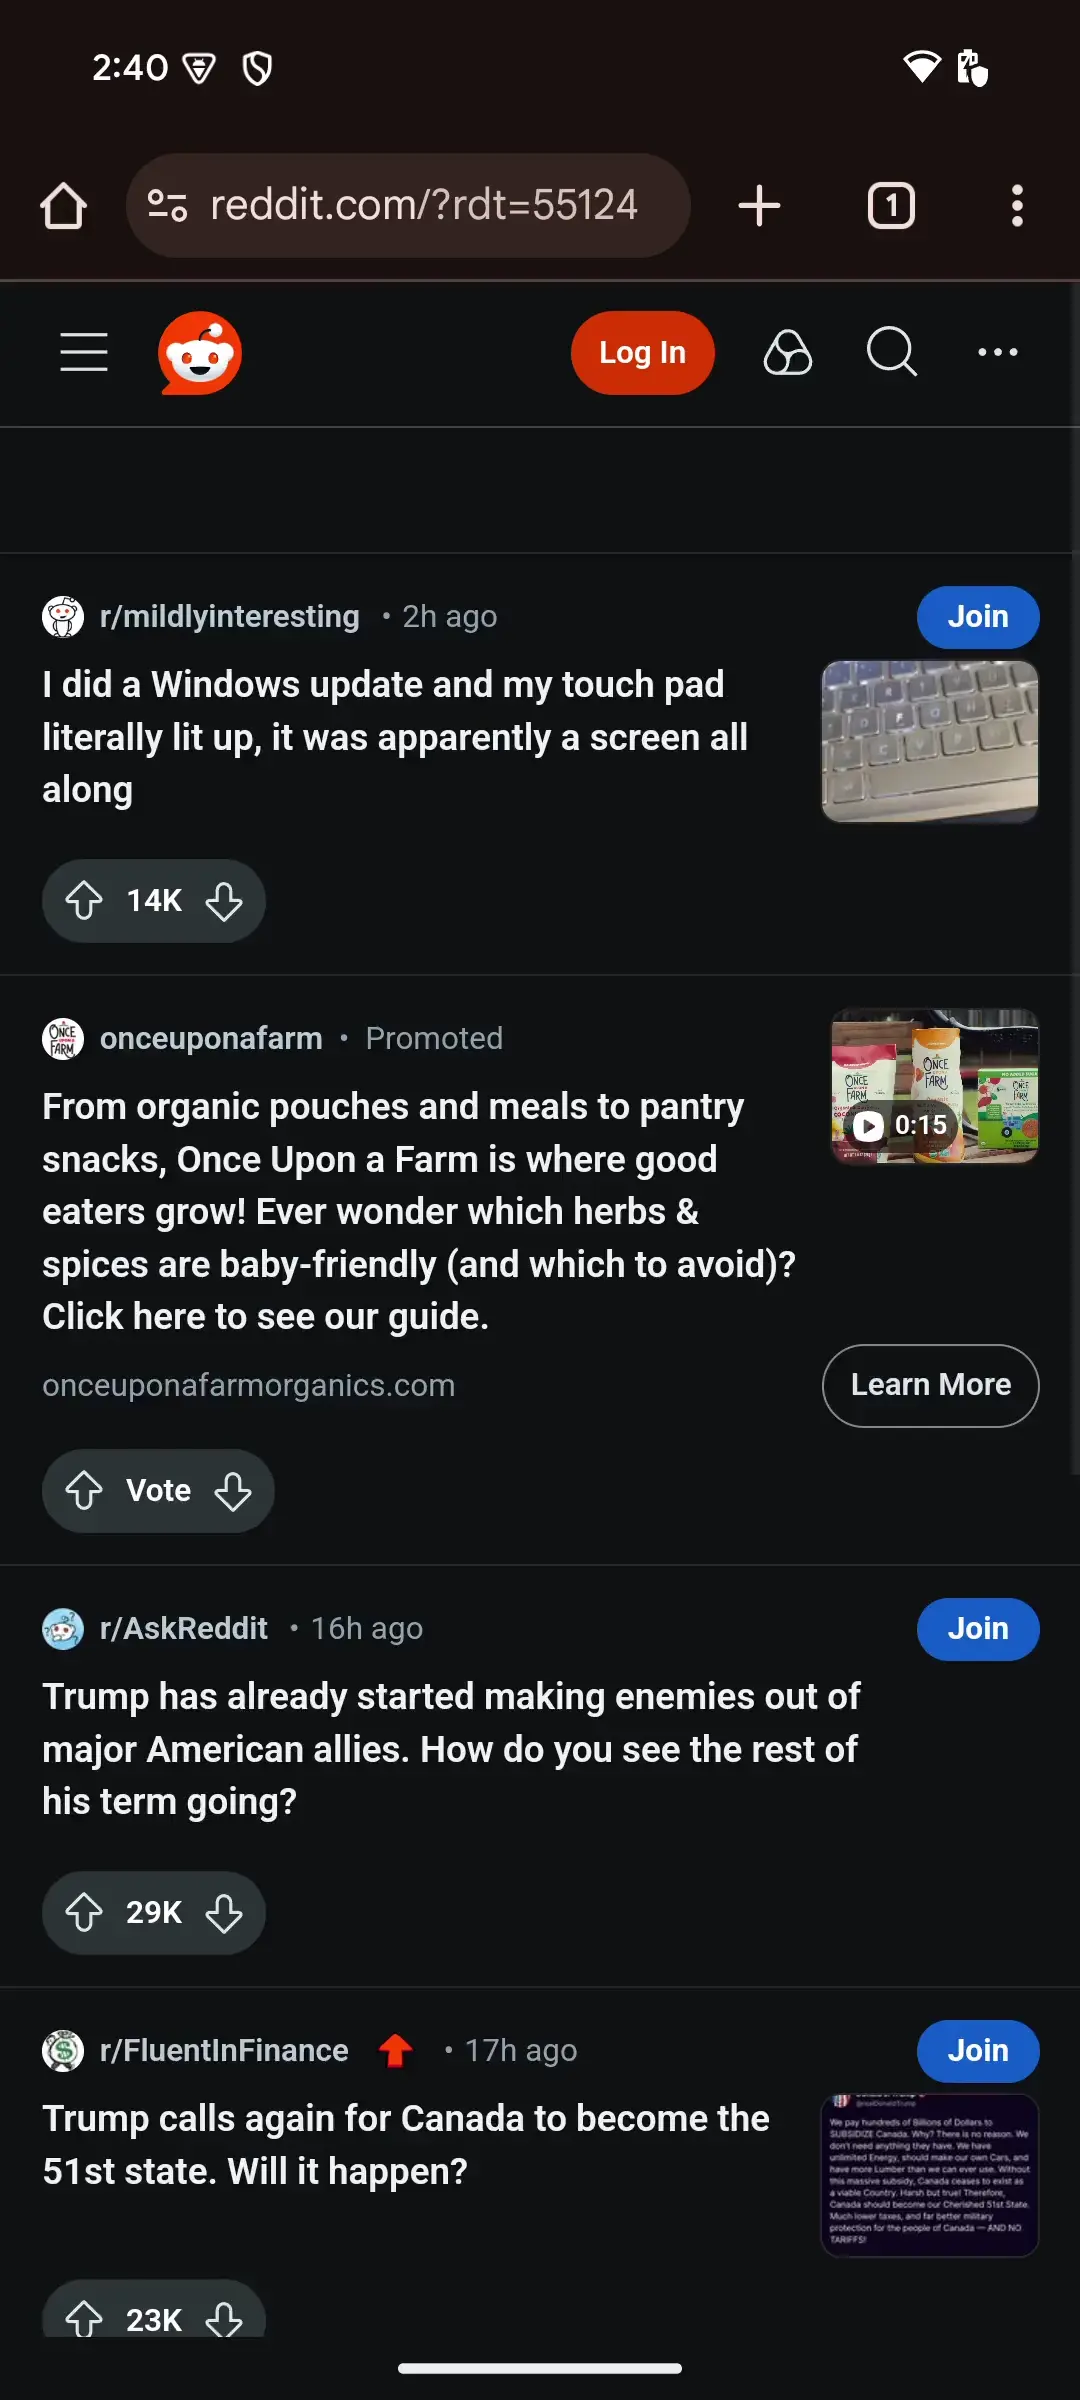 2:40
reddit.com/?rdt=55124
1
Log In
r/mildlyinteresting • 2h ago
Join
I did a Windows update and my touch pad
literally lit up, it was apparently a screen all
along
14K
onceuponafarm • Promoted
ONCE
FARM
0:15
From organic pouches and meals to pantry
snacks, Once Upon a Farm is where good
eaters grow! Ever wonder which herbs &
spices are baby-friendly (and which to avoid)?
Click here to see our guide.
onceuponafarmorganics.com
Learn More
Vote
r/AskReddit • 16h ago
Join
Trump has already started making enemies out of
major American allies. How do you see the rest of
his term going?
29K
r/FluentInFinance • 17h ago
Join
Trump calls again for Canada to become the
51st state. Will it happen?
We pay hundreds of Billions of Dollars to
SUBSIDIZE Canada. Why? There is no reason. We
don't need anything they have. We have
unlimited Energy, should make our own Cars, and
have more Lumber than we can ever use. Without
this massive subsidy, Canada ceases to exist as
a viable Country. Harsh but true! Therefore,
Canada should become our Cherished 51st State.
Much lower taxes, and far better military
protection for the people of Canada — AND NO
TARIFFS!
23K